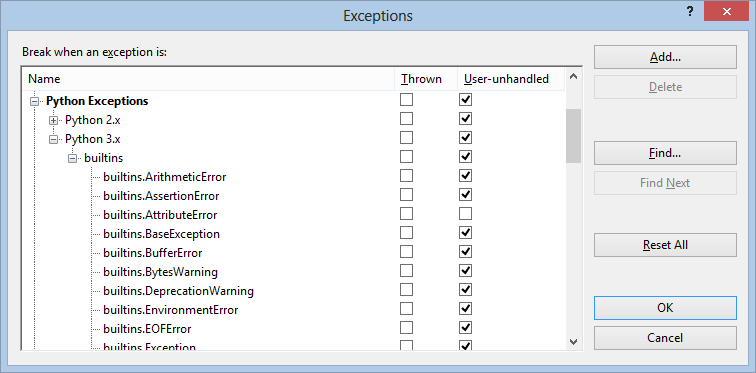 Exceptions
? ×
Break when an exception is:
Name Thrown User-unhandled
Python Exceptions
Python 2.x
Python 3.x
builtins
builtins.ArithmeticError
builtins.AssertionError
builtins.AttributeError
builtins.BaseException
builtins.BufferError
builtins.BytesWarning
builtins.DeprecationWarning
builtins.EnvironmentError
builtins.EOFError
builtins.Exception
Add...
Delete
Find...
Find Next
Reset All
OK
Cancel